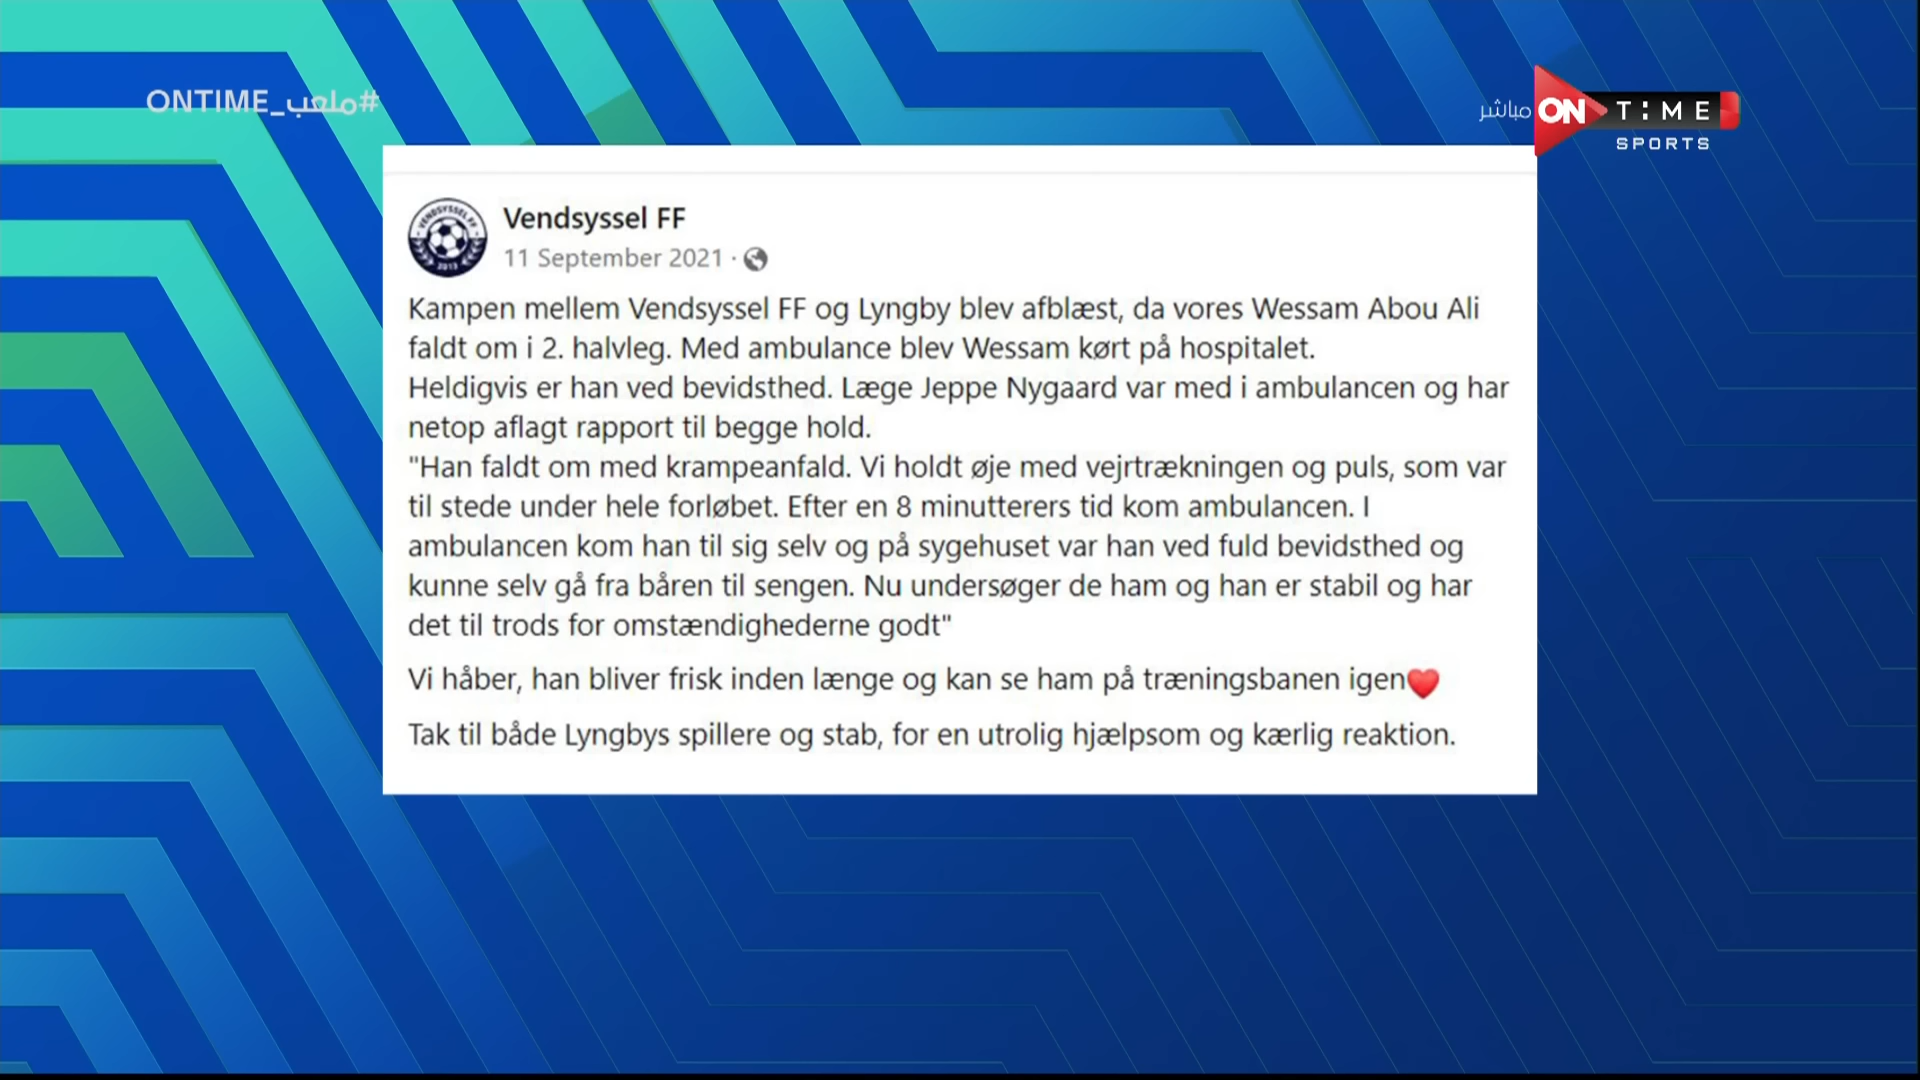 #ملعب_ONTIME
مباشر ON TIME
SPORTS
VENDSYSSEL FF
2013
Vendsyssel FF
11 September 2021 ·
Kampen mellem Vendsyssel FF og Lyngby blev afblæst, da vores Wessam Abou Ali
faldt om i 2. halvleg. Med ambulance blev Wessam kørt på hospitalet.
Heldigvis er han ved bevidsthed. Læge Jeppe Nygaard var med i ambulancen og har
netop aflagt rapport til begge hold.
"Han faldt om med krampeanfald. Vi holdt øje med vejrtrækningen og puls, som var
til stede under hele forløbet. Efter en 8 minutterers tid kom ambulancen. I
ambulancen kom han til sig selv og på sygehuset var han ved fuld bevidsthed og
kunne selv gå fra båren til sengen. Nu undersøger de ham og han er stabil og har
det til trods for omstændighederne godt"
Vi håber, han bliver frisk inden længe og kan se ham på træningsbanen igen❤️
Tak til både Lyngbys spillere og stab, for en utrolig hjælpsom og kærlig reaktion.